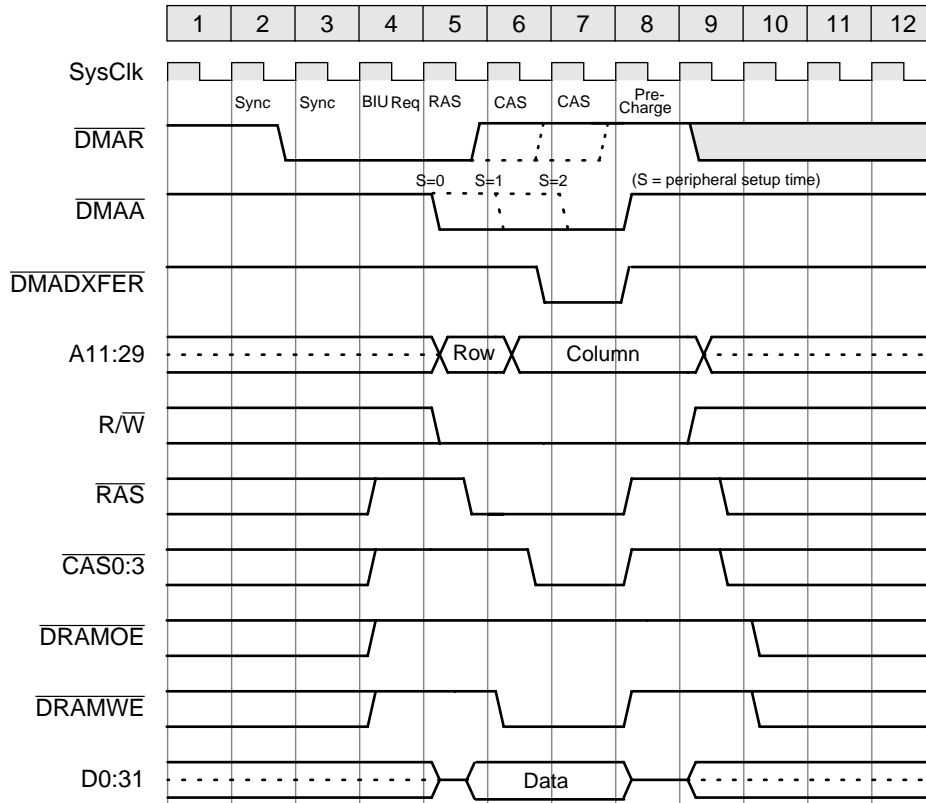 1 2 3 4 5 6 7 8 9 10 11 12
SysClk
Sync Sync BIU Req RAS CAS CAS Pre-
Charge
DMAR
S=0 S=1 S=2 (S = peripheral setup time)
DMAA
DMADXFER
A11:29 Row Column
R/W
RAS
CAS0:3
DRAMOE
DRAMWE
D0:31 Data